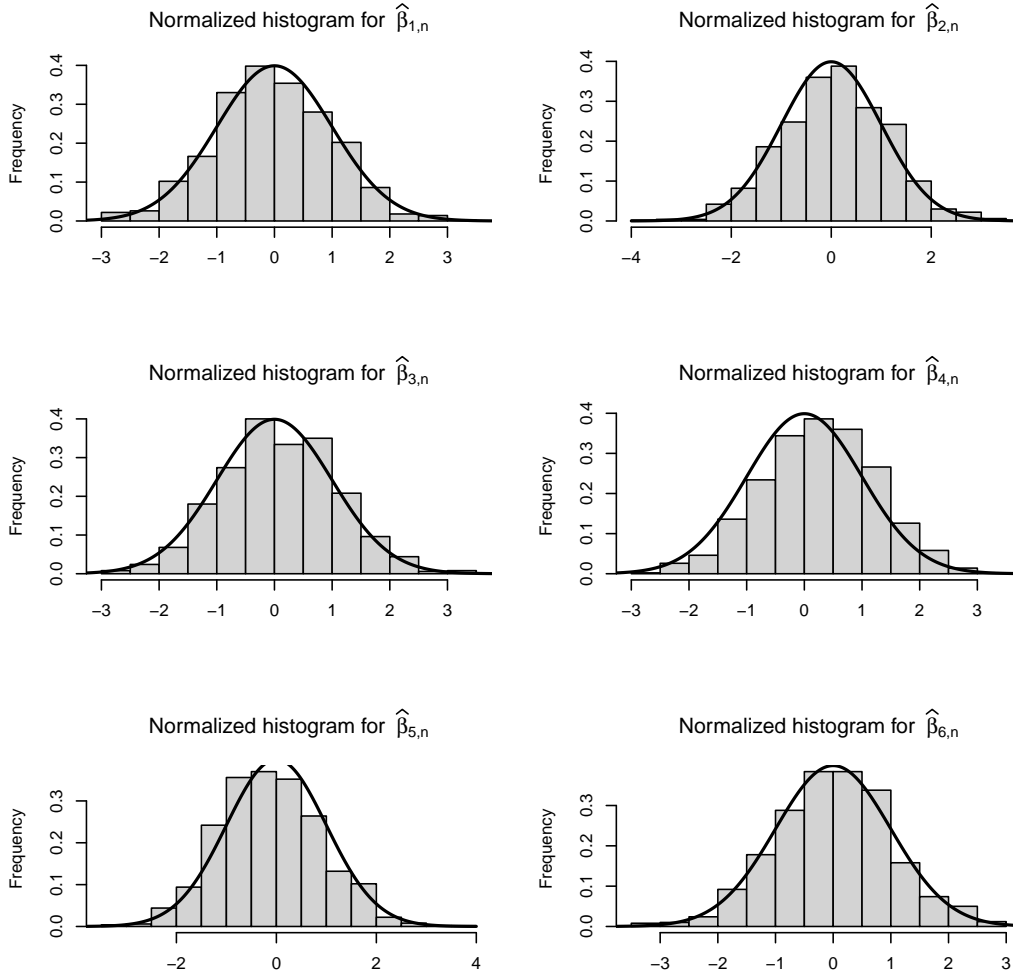 Normalized histogram for β̂1,n
Frequency
0.0 0.1 0.2 0.3 0.4
−3 −2 −1 0 1 2 3
Normalized histogram for β̂2,n
Frequency
0.0 0.1 0.2 0.3 0.4
−4 −2 0 2
Normalized histogram for β̂3,n
Frequency
0.0 0.1 0.2 0.3 0.4
−3 −2 −1 0 1 2 3
Normalized histogram for β̂4,n
Frequency
0.0 0.1 0.2 0.3 0.4
−3 −2 −1 0 1 2 3
Normalized histogram for β̂5,n
Frequency
0.0 0.1 0.2 0.3
−2 0 2 4
Normalized histogram for β̂6,n
Frequency
0.0 0.1 0.2 0.3
−3 −2 −1 0 1 2 3